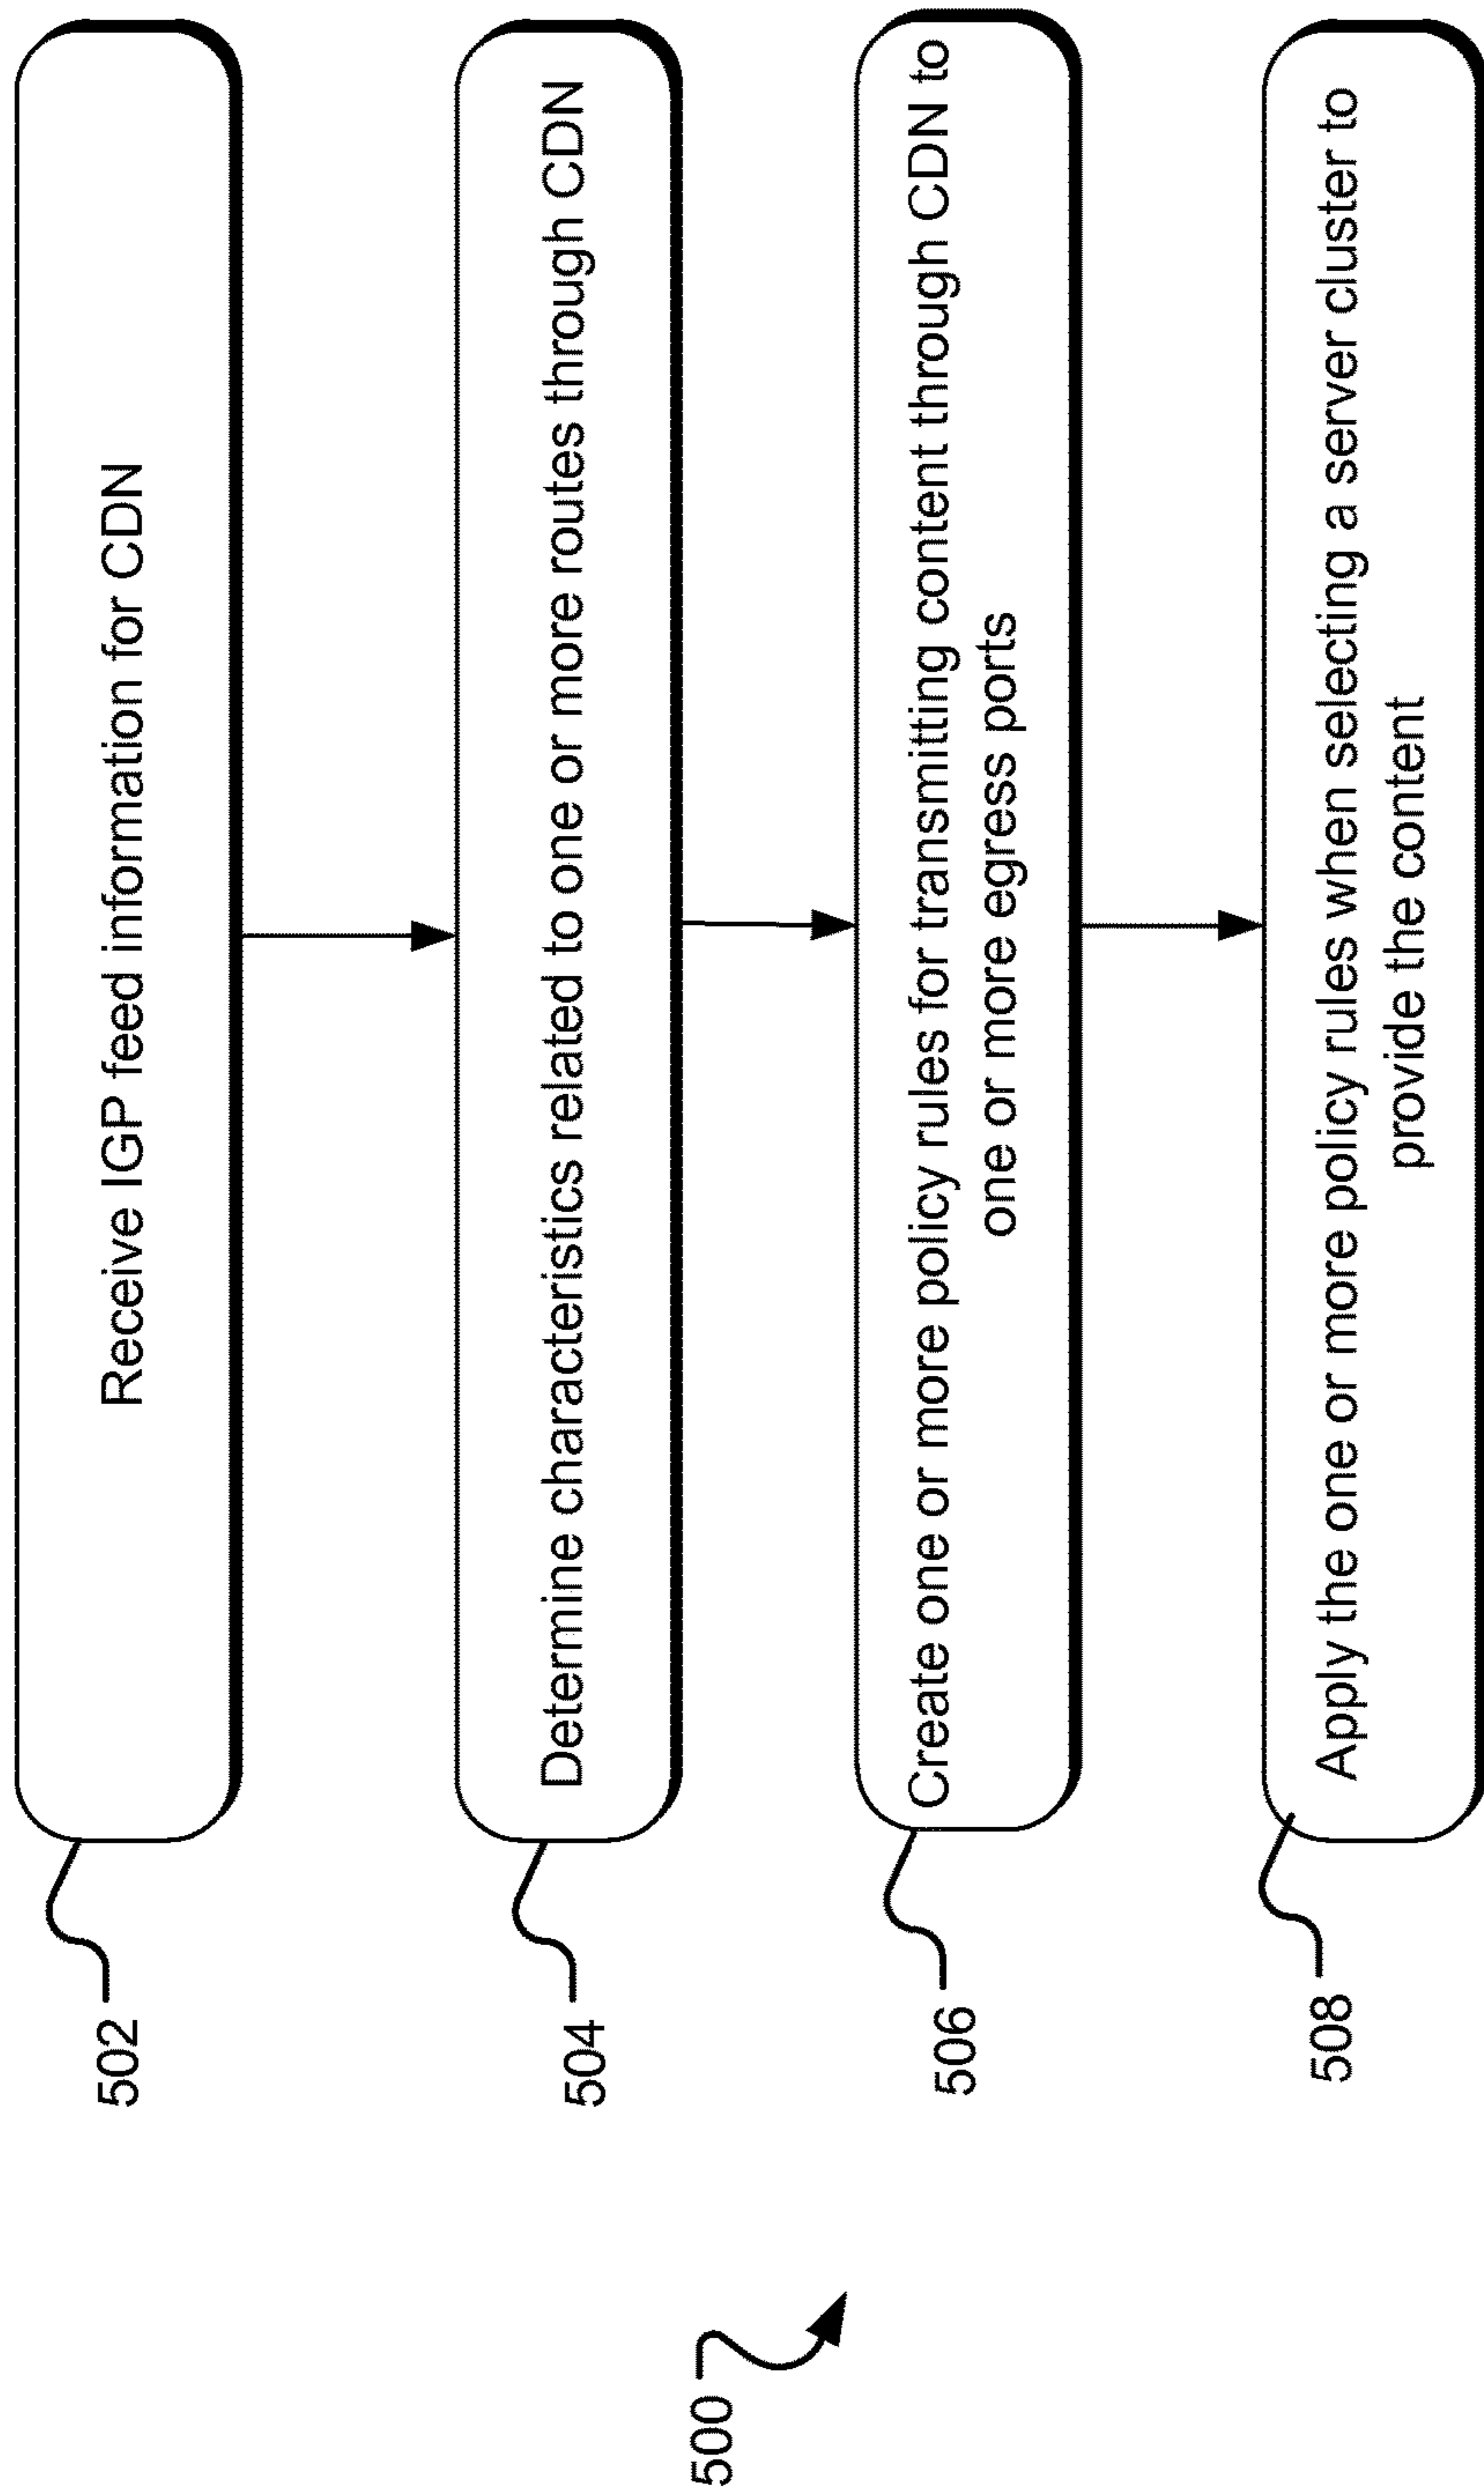 500
502
Receive IGP feed information for CDN
504
Determine characteristics related to one or more routes through CDN
506
Create one or more policy rules for transmitting content through CDN to
one or more egress ports
508
Apply the one or more policy rules when selecting a server cluster to
provide the content